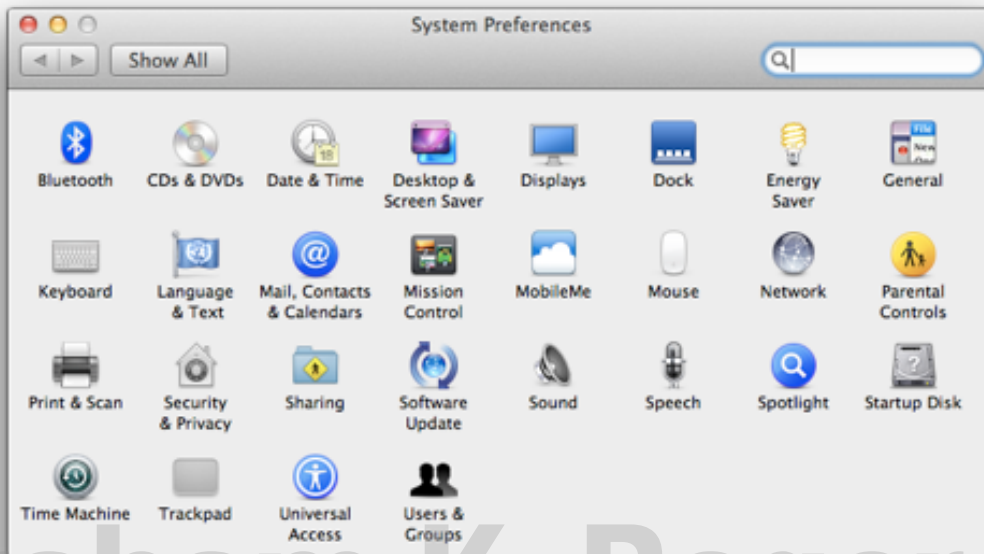 System Preferences
Show All
Bluetooth CDs & DVDs Date & Time Desktop & Displays Dock Energy General
Screen Saver Saver
Keyboard Language Mail, Contacts Mission MobileMe Mouse Network Parental
& Text & Calendars Control Controls
Print & Scan Security Sharing Software Sound Speech Spotlight Startup Disk
& Privacy Update
Time Machine Trackpad Universal Users &
Access Groups